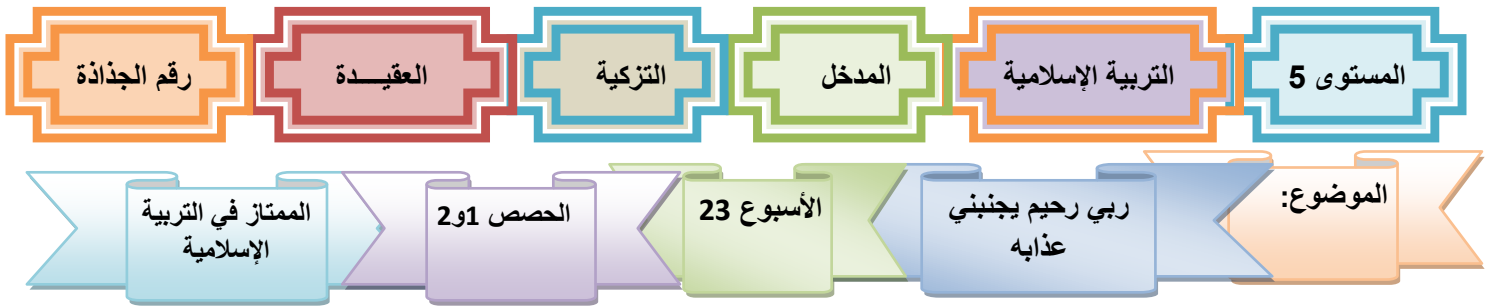 المستوى 5
التربية الإسلامية
المدخل
التزكية
العقيـــدة
رقم الجذاذة
الموضوع:
ربي رحيم يجنبني
عذابه
الأسبوع 23
الحصص 1و2
الممتاز في التربية
الإسلامية